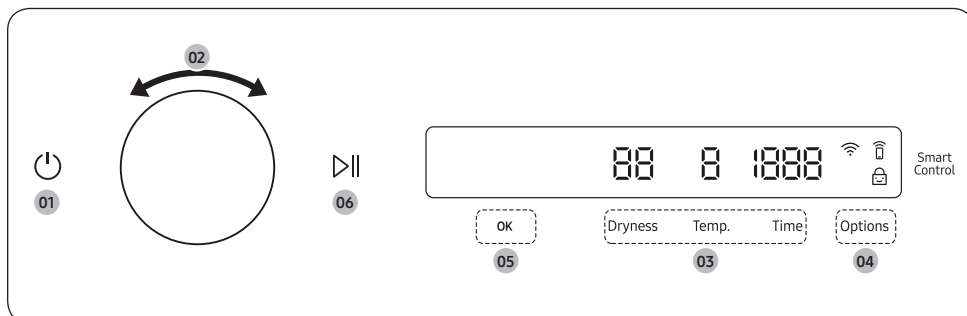 02
88 8 1888
Smart
Control
01
06
OK
Dryness Temp. Time
Options
05
03
04